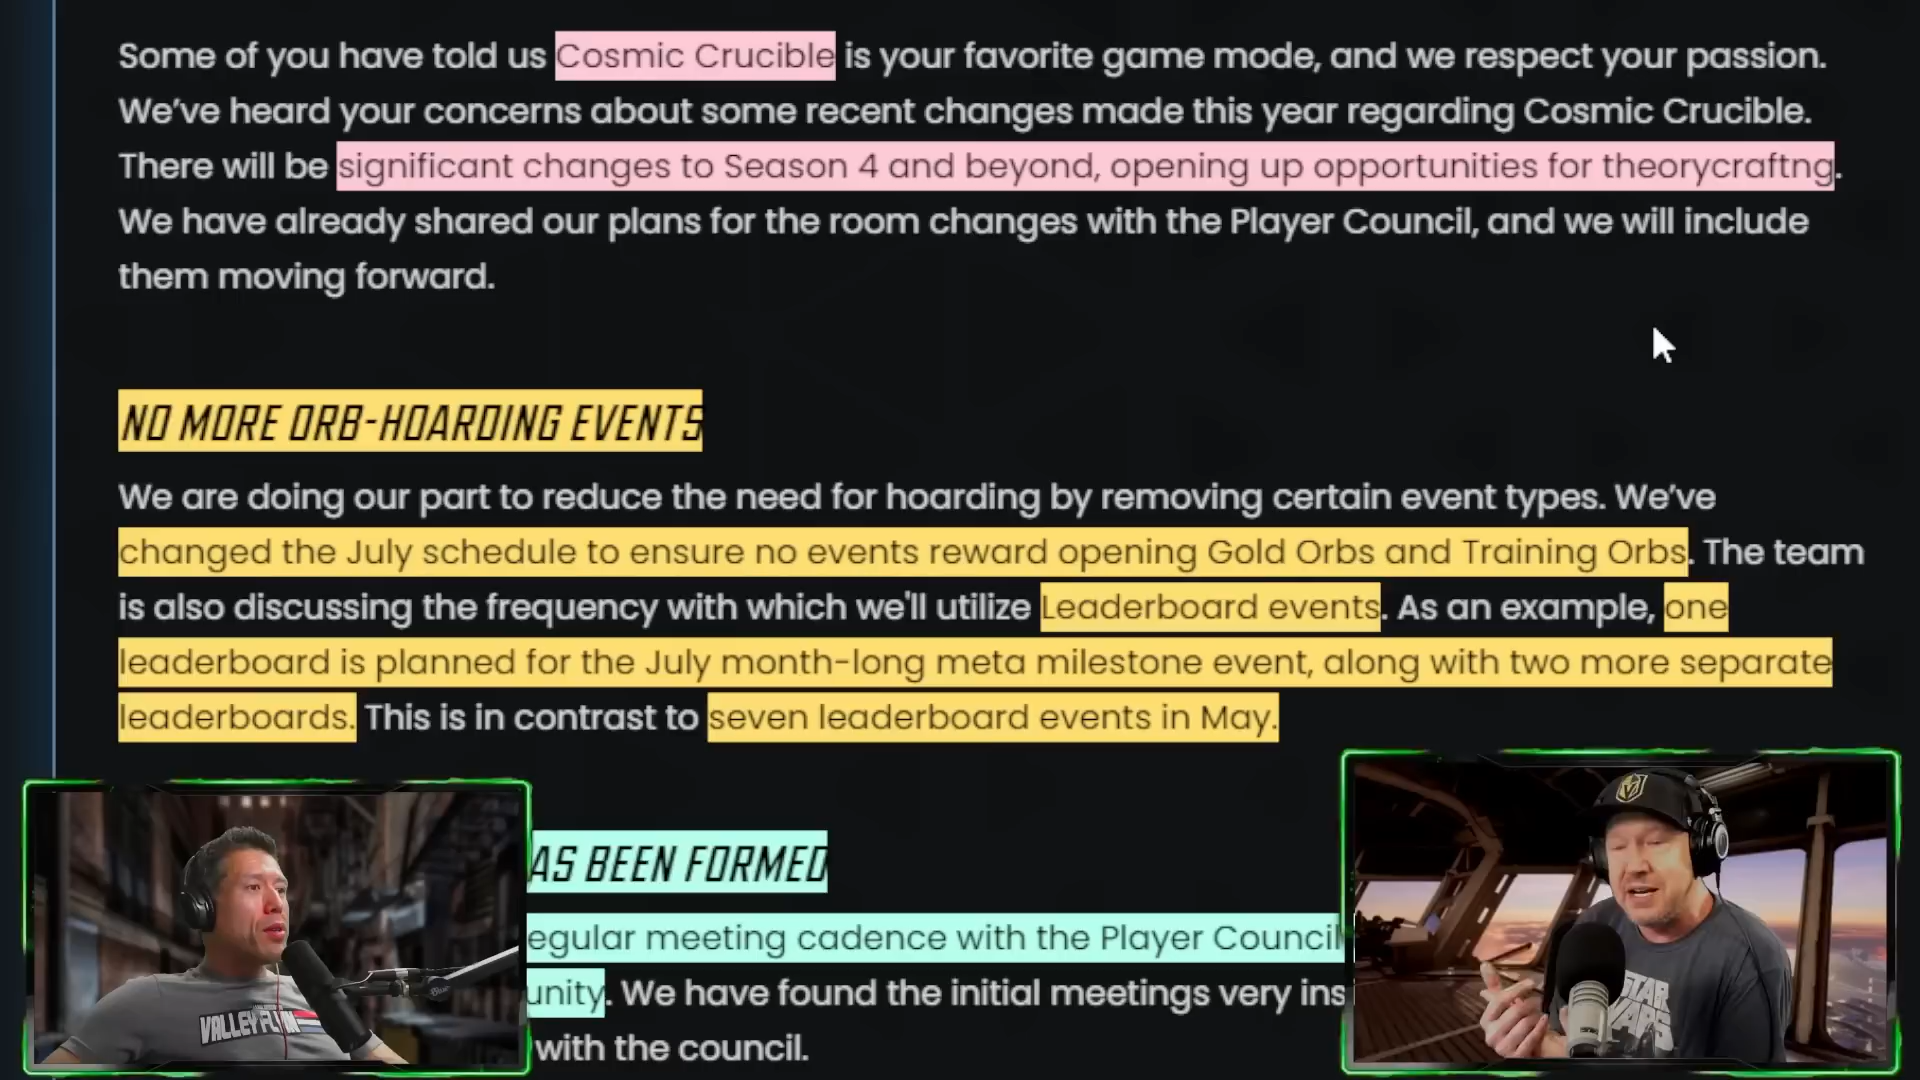 Some of you have told us Cosmic Crucible is your favorite game mode, and we respect your passion.
We’ve heard your concerns about some recent changes made this year regarding Cosmic Crucible.
There will be significant changes to Season 4 and beyond, opening up opportunities for theorycraftng.
We have already shared our plans for the room changes with the Player Council, and we will include
them moving forward.
NO MORE ORB-HOARDING EVENTS
We are doing our part to reduce the need for hoarding by removing certain event types. We’ve
changed the July schedule to ensure no events reward opening Gold Orbs and Training Orbs. The team
is also discussing the frequency with which we'll utilize Leaderboard events. As an example, one
leaderboard is planned for the July month-long meta milestone event, along with two more separate
leaderboards. This is in contrast to seven leaderboard events in May.
AS BEEN FORMED
egular meeting cadence with the Player Council
unity. We have found the initial meetings very ins
with the council.
STAR
WARS